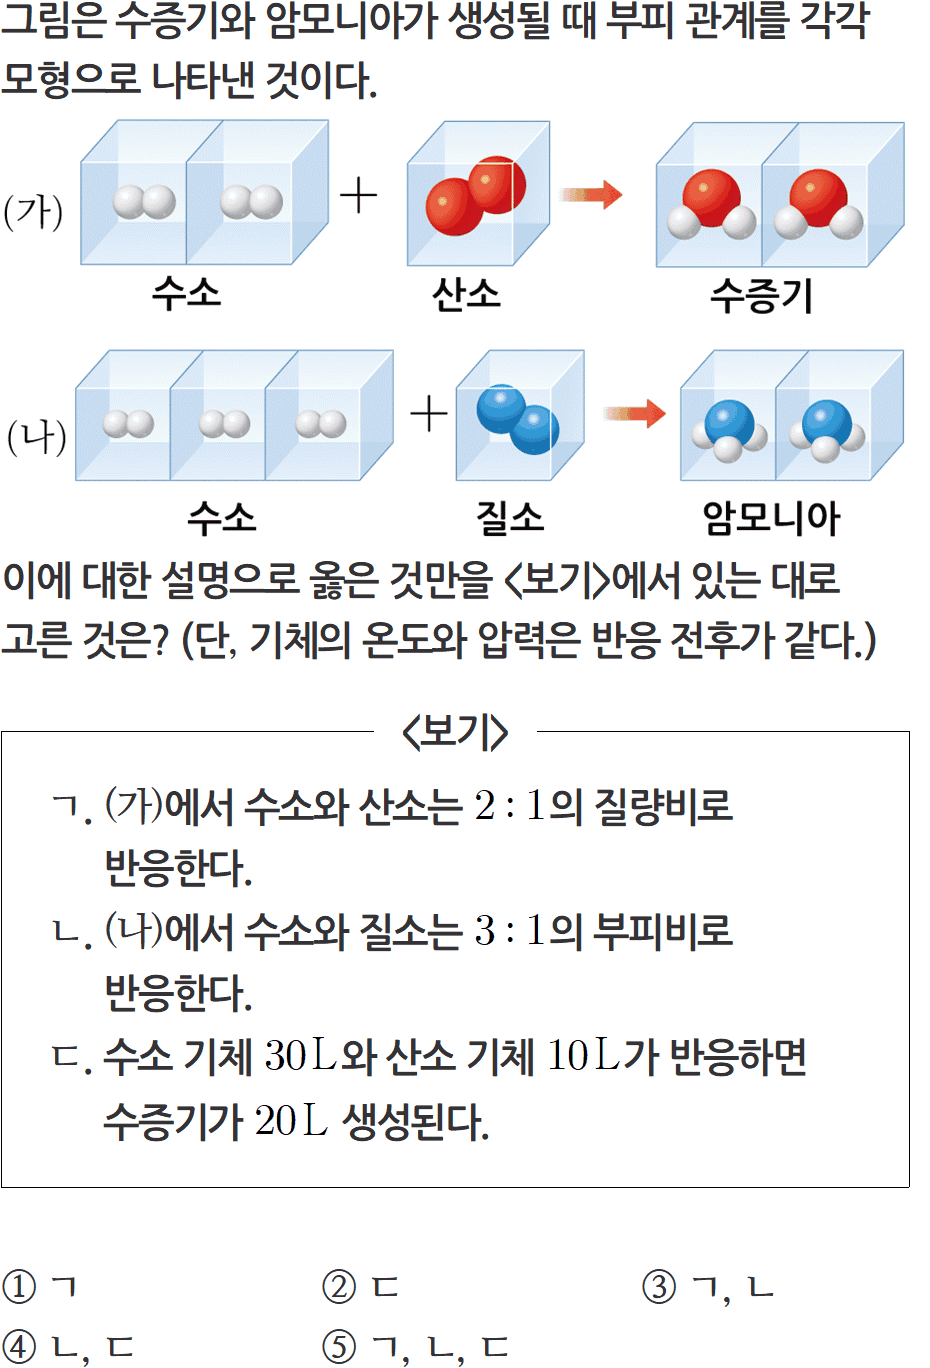 그림은 수증기와 암모니아가 생성될 때 부피 관계를 각각
모형으로 나타낸 것이다.
(가)
수소 + 산소 수증기
(나)
수소 + 질소 암모니아
이에 대한 설명으로 옳은 것만을 <보기>에서 있는 대로
고른 것은? (단, 기체의 온도와 압력은 반응 전후가 같다.)
<보기>
ㄱ. (가)에서 수소와 산소는 2 : 1의 질량비로
반응한다.
ㄴ. (나)에서 수소와 질소는 3 : 1의 부피비로
반응한다.
ㄷ. 수소 기체 30L와 산소 기체 10L가 반응하면
수증기가 20L 생성된다.
① ㄱ ② ㄷ ③ ㄱ, ㄴ
④ ㄴ, ㄷ ⑤ ㄱ, ㄴ, ㄷ